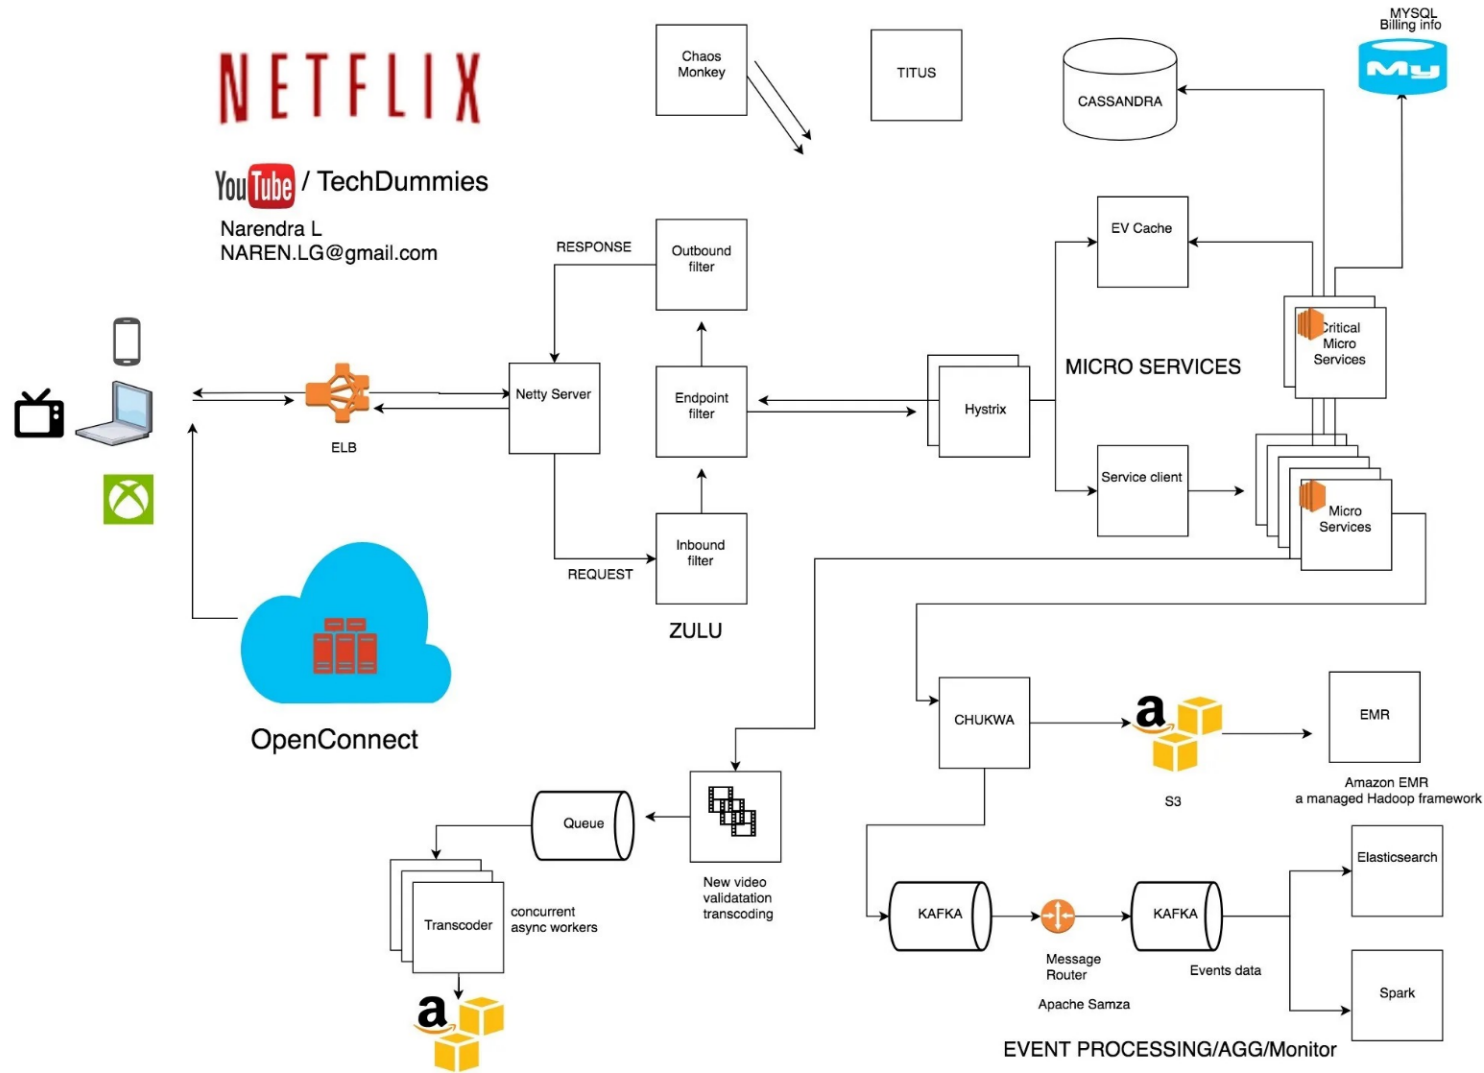 NETFLIX
YouTube / TechDummies
Narendra L
NAREN.LG@gmail.com
Chaos
Monkey
TITUS
CASSANDRA
MYSQL
Billing info
My
RESPONSE
Outbound
filter
EV Cache
Netty Server
Endpoint
filter
Hystrix
MICRO SERVICES
Critical
Micro
Services
ELB
Service client
Micro
Services
REQUEST
Inbound
filter
ZULU
OpenConnect
CHUKWA
a
S3
EMR
Amazon EMR
a managed Hadoop framework
Queue
New video
validatation
transcoding
Transcoder
concurrent
async workers
a
KAFKA
Message
Router
Apache Samza
KAFKA
Events data
Elasticsearch
Spark
EVENT PROCESSING/AGG/Monitor